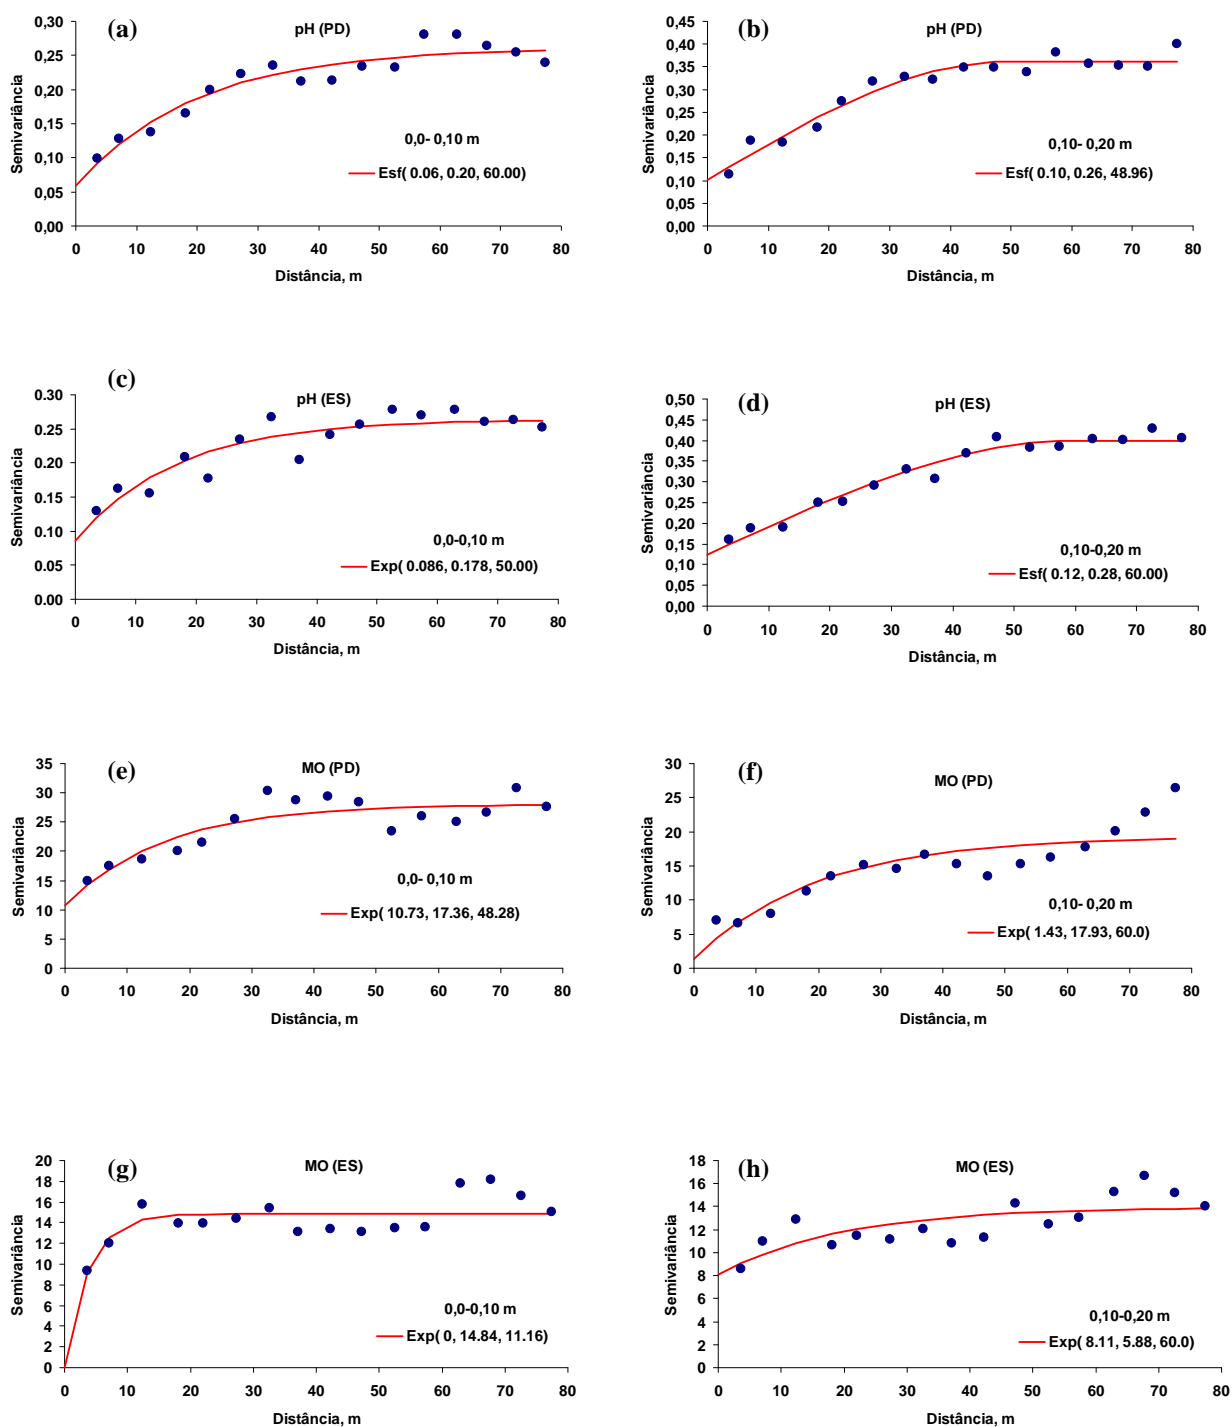 (a)
pH (PD)
Semivariância
0,30
0,25
0,20
0,15
0,10
0,05
0,00
0,0- 0,10 m
Esf( 0.06, 0.20, 60.00)
0 10 20 30 40 50 60 70 80
Distância, m
(b)
pH (PD)
Semivariância
0,45
0,40
0,35
0,30
0,25
0,20
0,15
0,10
0,05
0,00
0,10- 0,20 m
Esf( 0.10, 0.26, 48.96)
0 10 20 30 40 50 60 70 80
Distância, m
(c)
pH (ES)
Semivariância
0.30
0.25
0.20
0.15
0.10
0.05
0.00
0,0-0,10 m
Exp( 0.086, 0.178, 50.00)
0 10 20 30 40 50 60 70 80
Distância, m
(d)
pH (ES)
Semivariância
0,50
0,45
0,40
0,35
0,30
0,25
0,20
0,15
0,10
0,05
0,00
0,10-0,20 m
Esf( 0.12, 0.28, 60.00)
0 10 20 30 40 50 60 70 80
Distância, m
(e)
MO (PD)
Semivariância
35
30
25
20
15
10
5
0
0,0- 0,10 m
Exp( 10.73, 17.36, 48.28)
0 10 20 30 40 50 60 70 80
Distância, m
(f)
MO (PD)
Semivariância
30
25
20
15
10
5
0
0,10- 0,20 m
Exp( 1.43, 17.93, 60.0)
0 10 20 30 40 50 60 70 80
Distância, m
(g)
MO (ES)
Semivariância
20
18
16
14
12
10
8
6
4
2
0
0,0-0,10 m
Exp( 0, 14.84, 11.16)
0 10 20 30 40 50 60 70 80
Distância, m
(h)
MO (ES)
Semivariância
18
16
14
12
10
8
6
4
2
0
0,10-0,20 m
Exp( 8.11, 5.88, 60.0)
0 10 20 30 40 50 60 70 80
Distância, m